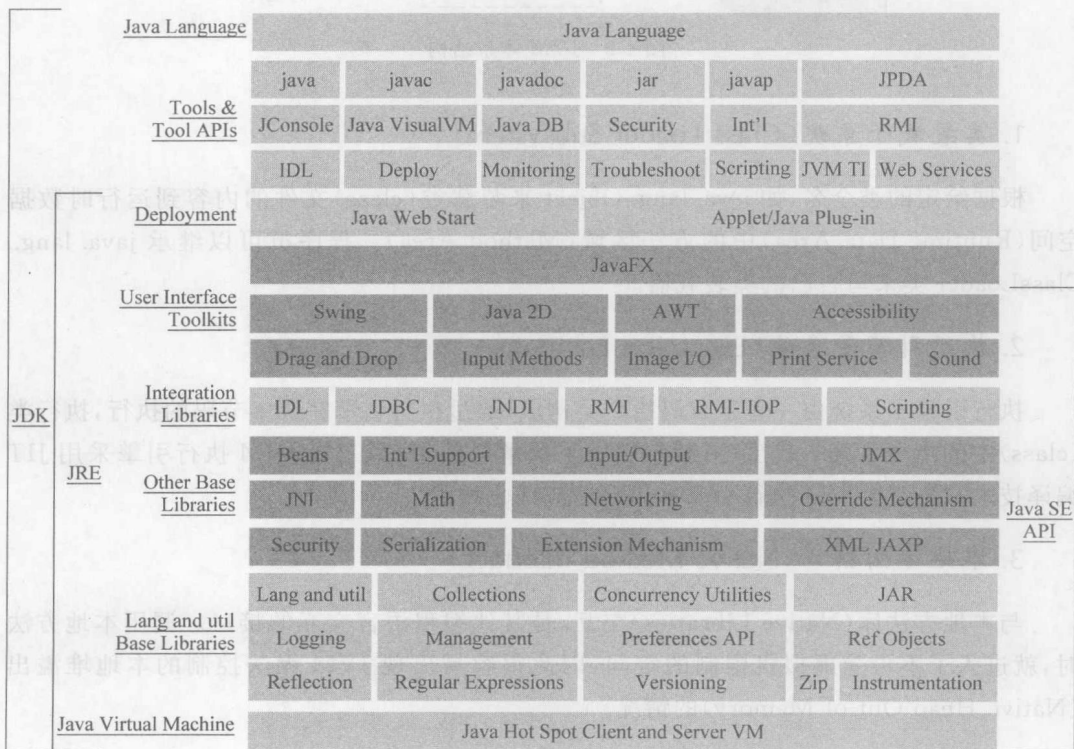 Java Language Java Language
java javac javadoc jar javap JPDA
Tools &
Tool APIs
JConsole Java VisualVM Java DB Security Int'l RMI
IDL Deploy Monitoring Troubleshoot Scripting JVM TI Web Services
Deployment Java Web Start Applet/Java Plug-in
JavaFX
User Interface
Toolkits
Swing Java 2D AWT Accessibility
Drag and Drop Input Methods Image I/O Print Service Sound
Integration
Libraries
IDL JDBC JNDI RMI RMI-IIOP Scripting
JDK
JRE
Beans Int'l Support Input/Output JMX
Other Base
Libraries
JNI Math Networking Override Mechanism
Java SE
API
Security Serialization Extension Mechanism XML JAXP
Lang and util Collections Concurrency Utilities JAR
Lang and util
Base Libraries
Logging Management Preferences API Ref Objects
Reflection Regular Expressions Versioning Zip Instrumentation
Java Virtual Machine Java Hot Spot Client and Server VM